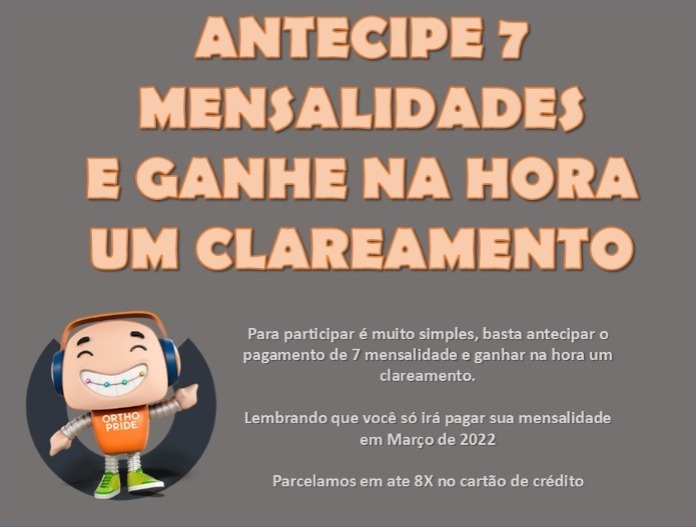 ANTECIPE 7
MENSALIDADES
E GANHE NA HORA
UM CLAREAMENTO
Para participar é muito simples, basta antecipar o
pagamento de 7 mensalidade e ganhar na hora um
clareamento.
Lembrando que você só irá pagar sua mensalidade
em Março de 2022
Parcelamos em ate 8X no cartão de crédito
ORTHO
PRIDE